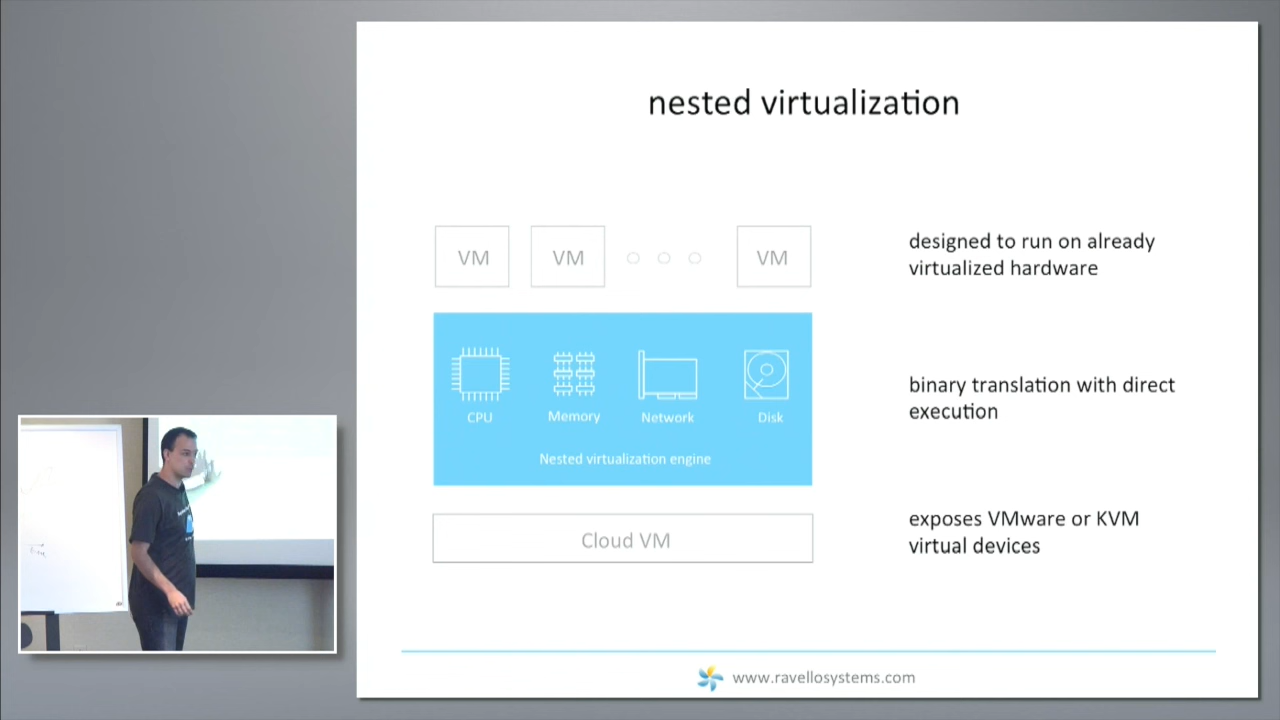 nested virtualization
VM VM VM
designed to run on already
virtualized hardware
CPU Memory Network Disk
Nested virtualization engine
binary translation with direct
execution
Cloud VM
exposes VMware or KVM
virtual devices
www.ravellosystems.com